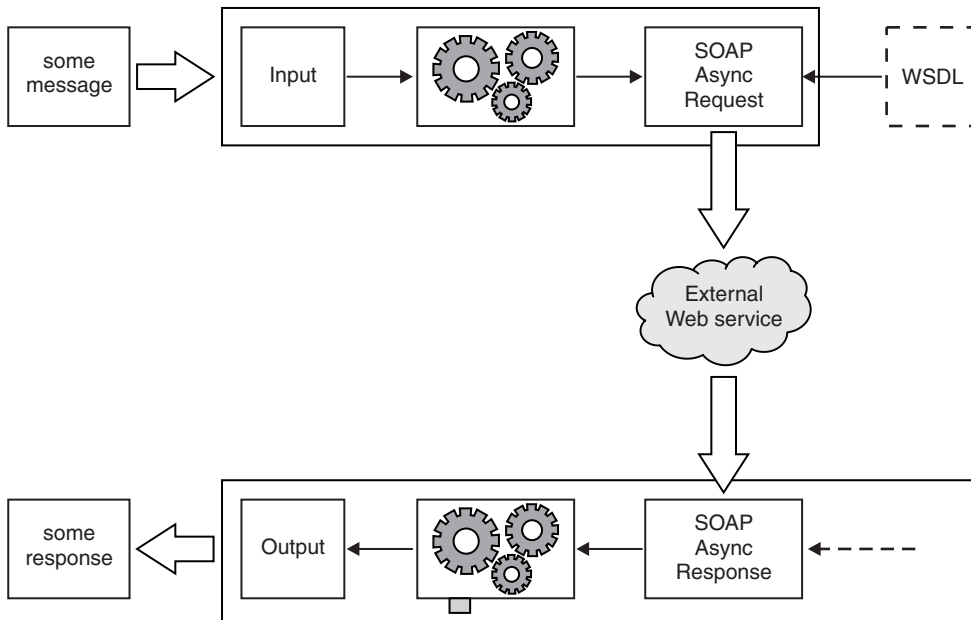 some
message
Input
SOAP
Async
Request
WSDL
External
Web service
some
response
Output
SOAP
Async
Response